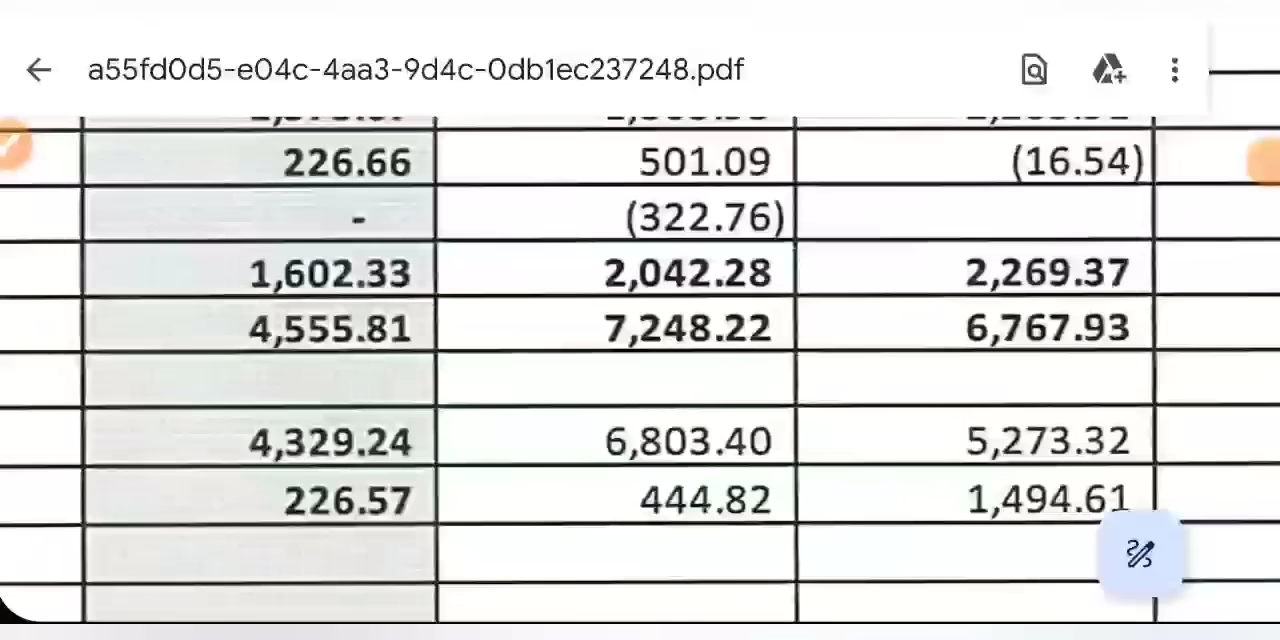 a55fd0d5-e04c-4aa3-9d4c-0db1ec237248.pdf
226.66 501.09 (16.54)
- (322.76)
1,602.33 2,042.28 2,269.37
4,555.81 7,248.22 6,767.93
4,329.24 6,803.40 5,273.32
226.57 444.82 1,494.61